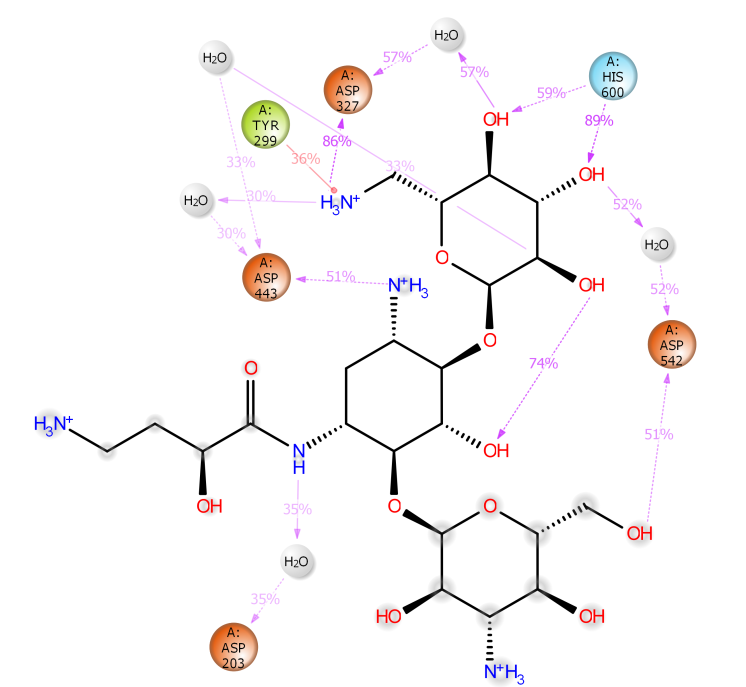 H₂O
H₂O
A:
ASP
327
A:
HIS
600
A:
TYR
299
57%
57%
59%
89%
86%
36%
33%
33%
OH
OH
H₂O
30%
H₃N⁺
52%
H₂O
30%
O
OH
52%
A:
ASP
443
51%
N⁺H₃
A:
ASP
542
O
74%
O
H₃N⁺
N
H
OH
51%
OH
35%
O
O
OH
H₂O
35%
HO
OH
A:
ASP
203
N⁺H₃